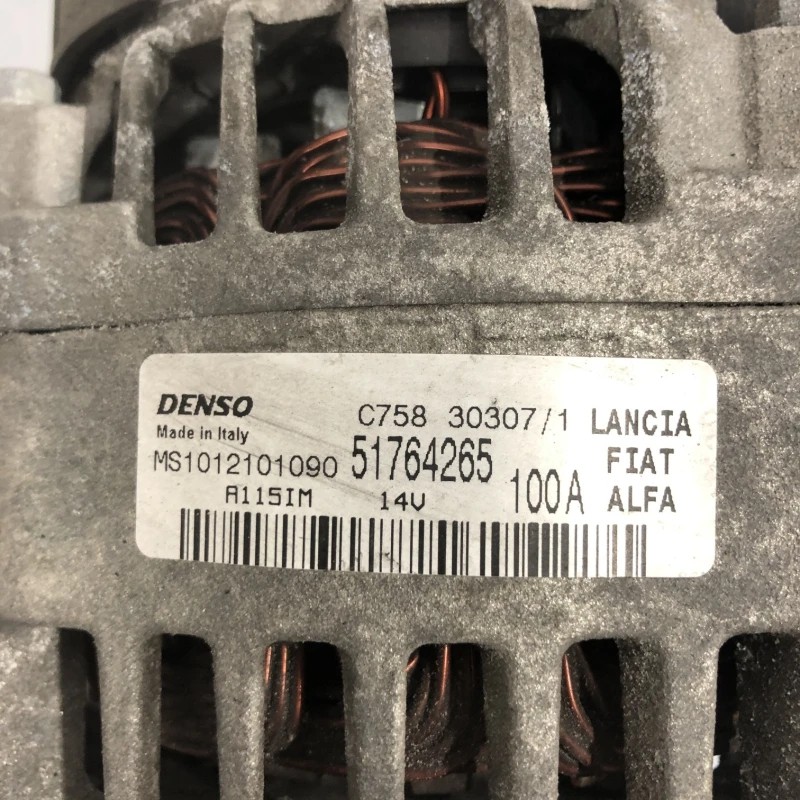 DENSO C758 30307/1 LANCIA
Made in Italy
MS1012101090 51764265 FIAT
A115IM 14V 100A ALFA